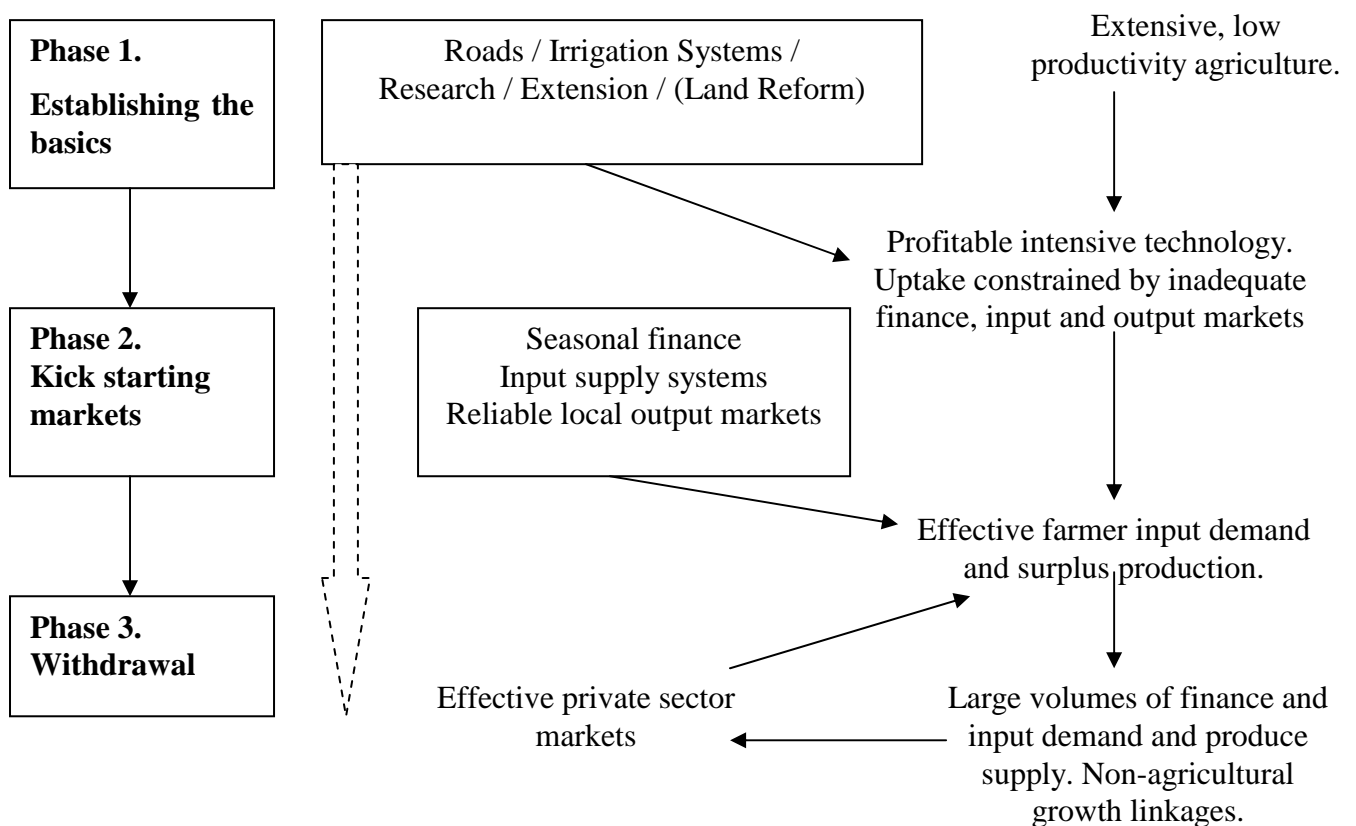 Phase 1.
Establishing the
basics
Roads / Irrigation Systems /
Research / Extension / (Land Reform)
Extensive, low
productivity agriculture.
Profitable intensive technology.
Uptake constrained by inadequate
finance, input and output markets
Phase 2.
Kick starting
markets
Seasonal finance
Input supply systems
Reliable local output markets
Effective farmer input demand
and surplus production.
Phase 3.
Withdrawal
Effective private sector
markets
Large volumes of finance and
input demand and produce
supply. Non-agricultural
growth linkages.